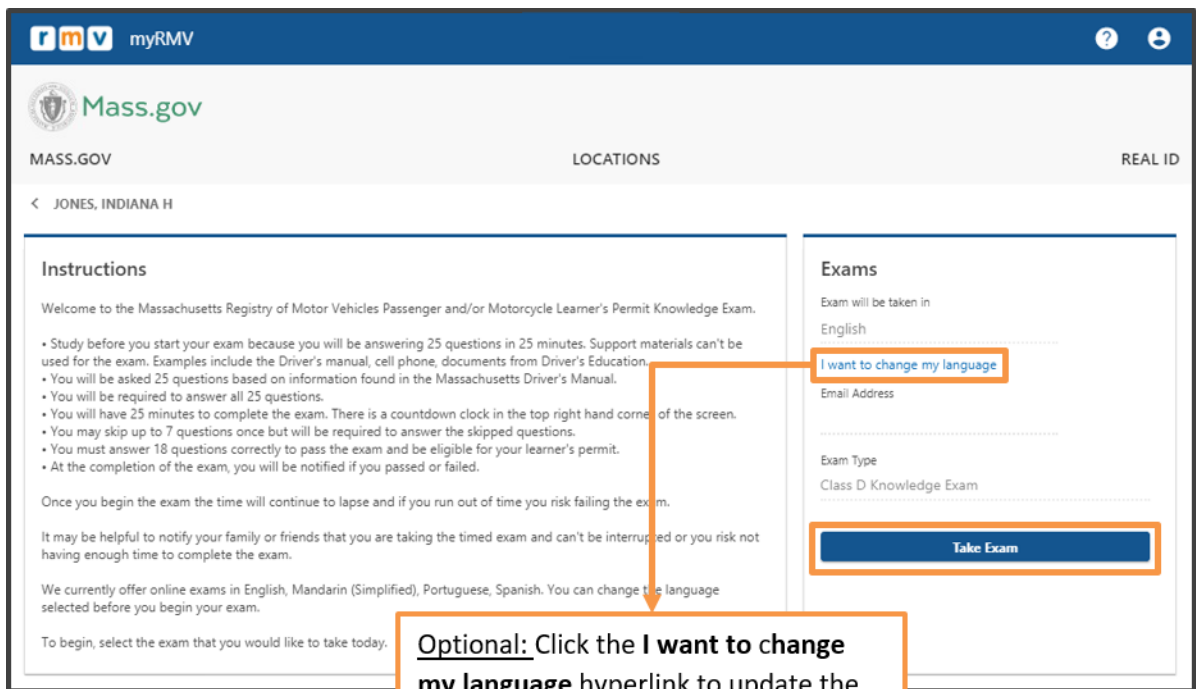 rmv myRMV
Mass.gov
MASS.GOV LOCATIONS REAL ID
< JONES, INDIANA H
Instructions
Welcome to the Massachusetts Registry of Motor Vehicles Passenger and/or Motorcycle Learner's Permit Knowledge Exam.
• Study before you start your exam because you will be answering 25 questions in 25 minutes. Support materials can't be
used for the exam. Examples include the Driver's manual, cell phone, documents from Driver's Education.
• You will be asked 25 questions based on information found in the Massachusetts Driver's Manual.
• You will be required to answer all 25 questions.
• You will have 25 minutes to complete the exam. There is a countdown clock in the top right hand corner of the screen.
• You may skip up to 7 questions once but will be required to answer the skipped questions.
• You must answer 18 questions correctly to pass the exam and be eligible for your learner's permit.
• At the completion of the exam, you will be notified if you passed or failed.
Once you begin the exam the time will continue to lapse and if you run out of time you risk failing the exam.
It may be helpful to notify your family or friends that you are taking the timed exam and can't be interrupted or you risk not
having enough time to complete the exam.
We currently offer online exams in English, Mandarin (Simplified), Portuguese, Spanish. You can change the language
selected before you begin your exam.
To begin, select the exam that you would like to take today.
Exams
Exam will be taken in
English
I want to change my language
Email Address
Exam Type
Class D Knowledge Exam
Take Exam
Optional: Click the I want to change
my language hyperlink to update the